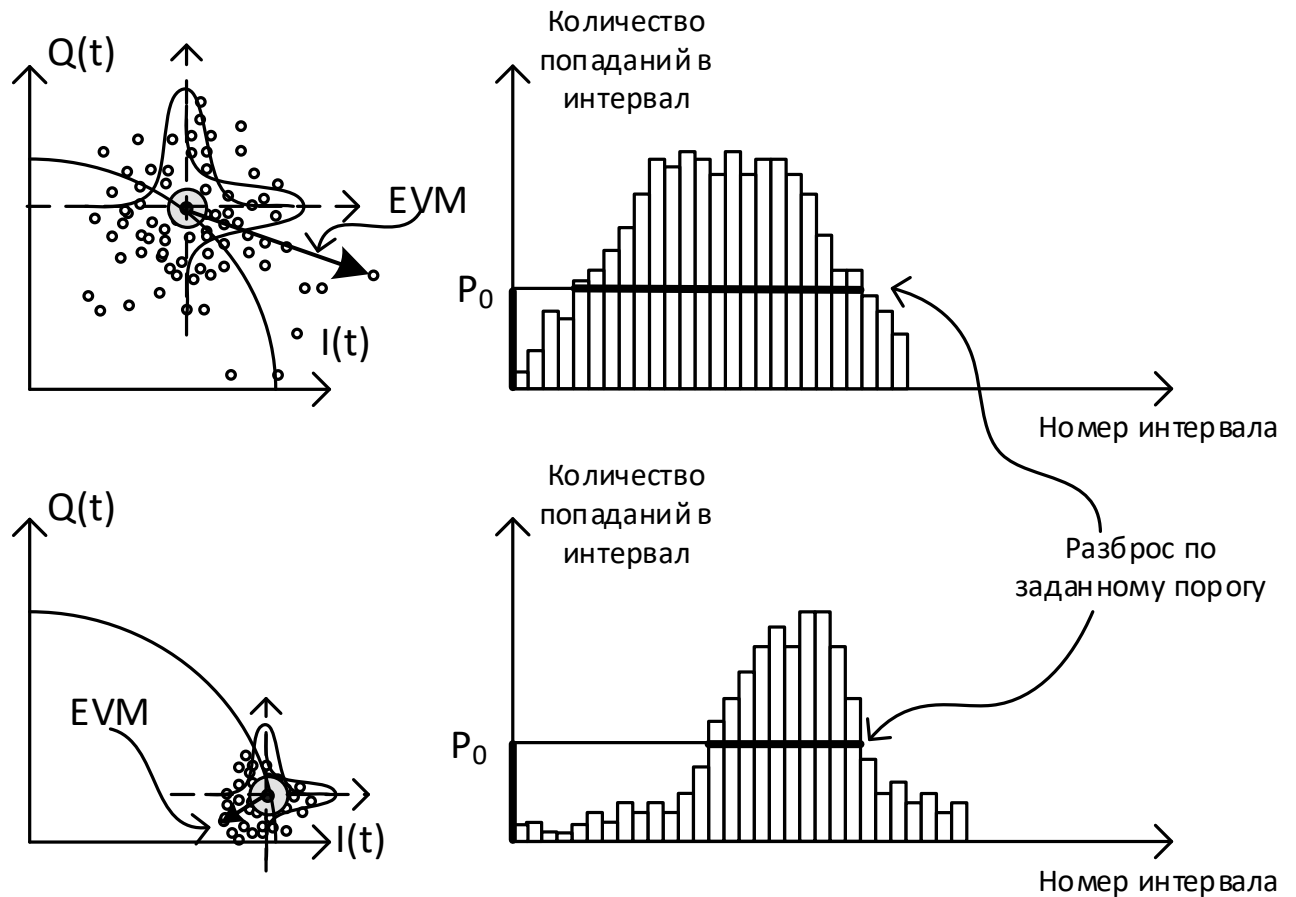 Q(t)
EVM
I(t)
Количество
попаданий в
интервал
P0
Номер интервала
Разброс по
заданному порогу
Q(t)
EVM
I(t)
Количество
попаданий в
интервал
P0
Номер интервала